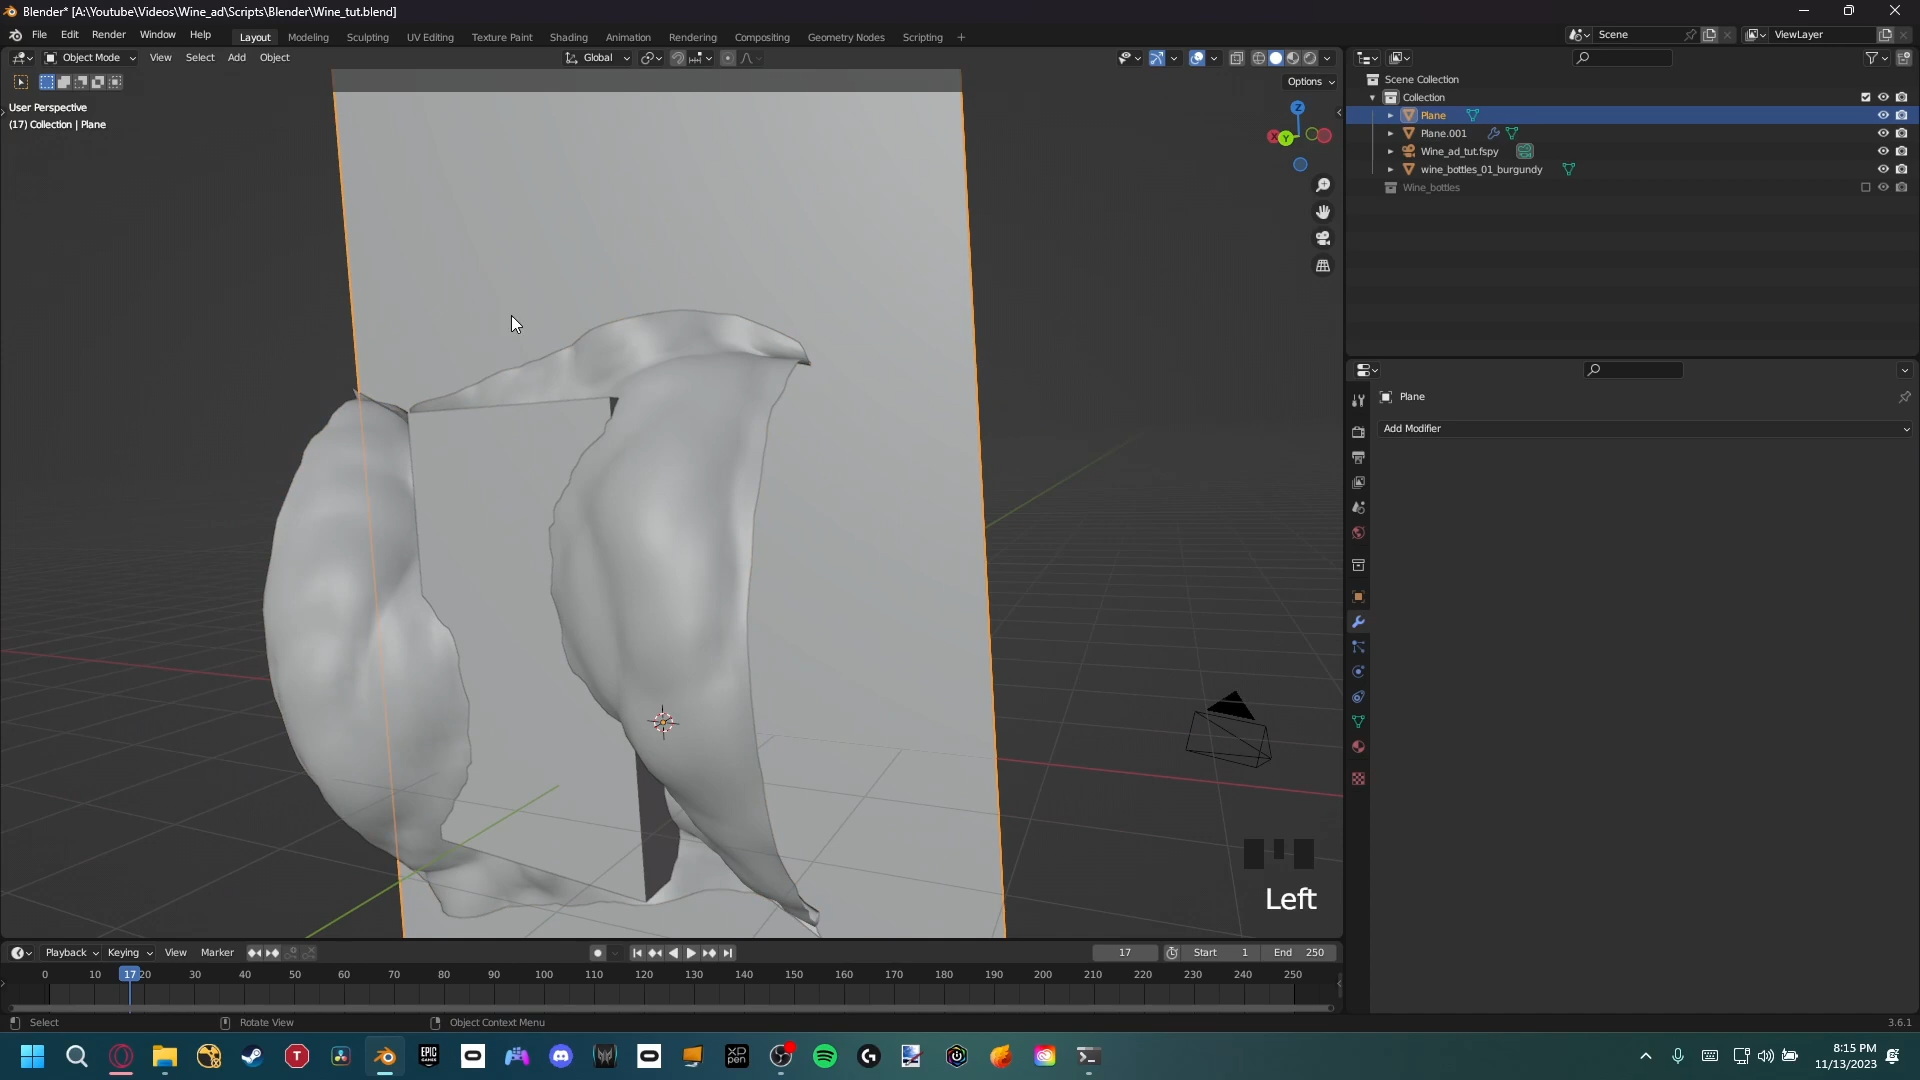 Blender* [A:\Youtube\Videos\Wine_ad\Scripts\Blender\Wine_tut.blend]
File Edit Render Window Help Layout Modeling Sculpting UV Editing Texture Paint Shading Animation Rendering Compositing Geometry Nodes Scripting +
Scene ViewLayer
Object Mode View Select Add Object Global
Options
User Perspective
(17) Collection | Plane
X Y Z
Scene Collection
Collection
Plane
Plane.001
Wine_ad_tut.fspy
wine_bottles_01_burgundy
Wine_bottles
Plane
Add Modifier
Left
Playback Keying View Marker 17 Start 1 End 250
0 10 17 20 30 40 50 60 70 80 90 100 110 120 130 140 150 160 170 180 190 200 210 220 230 240 250
Select Rotate View Object Context Menu 3.6.1
EPIC GAMES
XP PEN
8:15 PM
11/13/2023